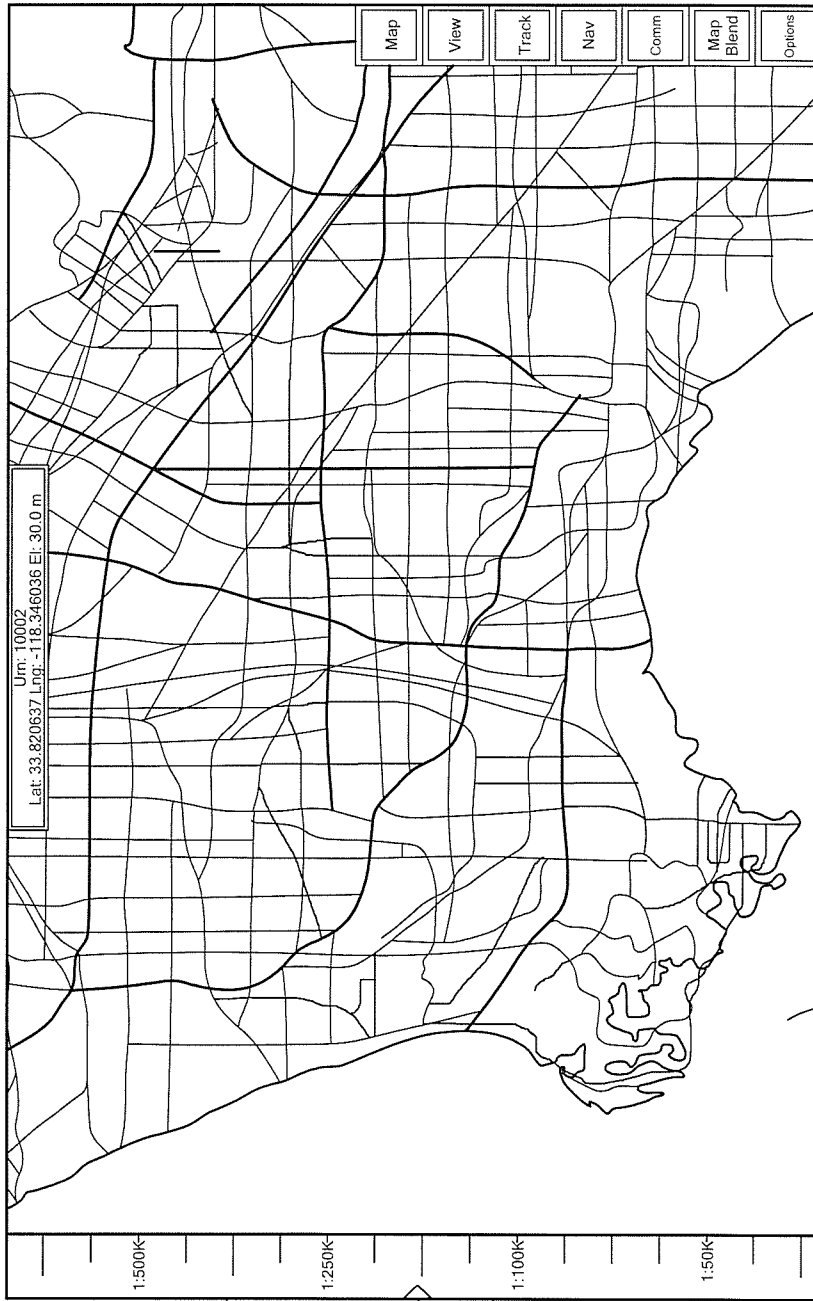 Urn: 10002
Lat: 33.820637 Lng: -118.346036 El: 30.0 m
1:500K
1:250K
1:100K
1:50K
Map
View
Track
Nav
Comm
Map
Blend
Options